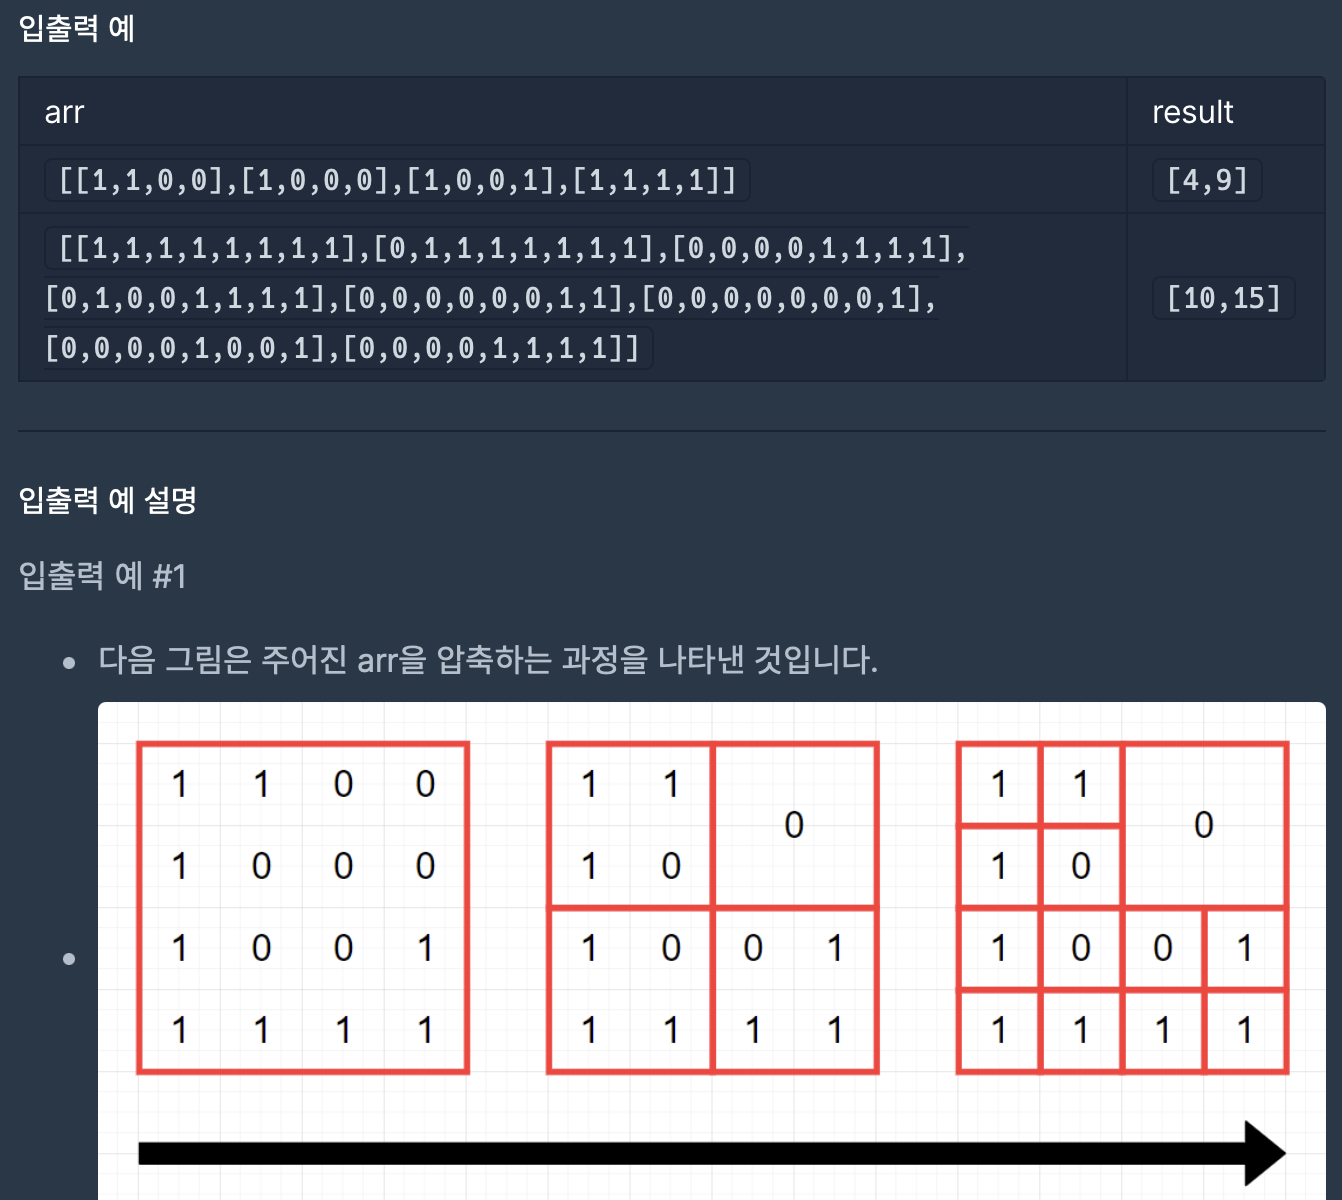 입출력 예
arr result
[[1,1,0,0],[1,0,0,0],[1,0,0,1],[1,1,1,1]] [4,9]
[[1,1,1,1,1,1,1,1],[0,1,1,1,1,1,1,1],[0,0,0,0,1,1,1,1],
[0,1,0,0,1,1,1,1],[0,0,0,0,0,0,1,1],[0,0,0,0,0,0,0,1], [10,15]
[0,0,0,0,1,0,0,1],[0,0,0,0,1,1,1,1]]
입출력 예 설명
입출력 예 #1
다음 그림은 주어진 arr을 압축하는 과정을 나타낸 것입니다.
1 1 0 0
1 0 0 0
1 0 0 1
1 1 1 1
1 1
0
1 0
1 0 0 1
1 1 1 1
1 1
0
1 0
1 0 0 1
1 1 1 1